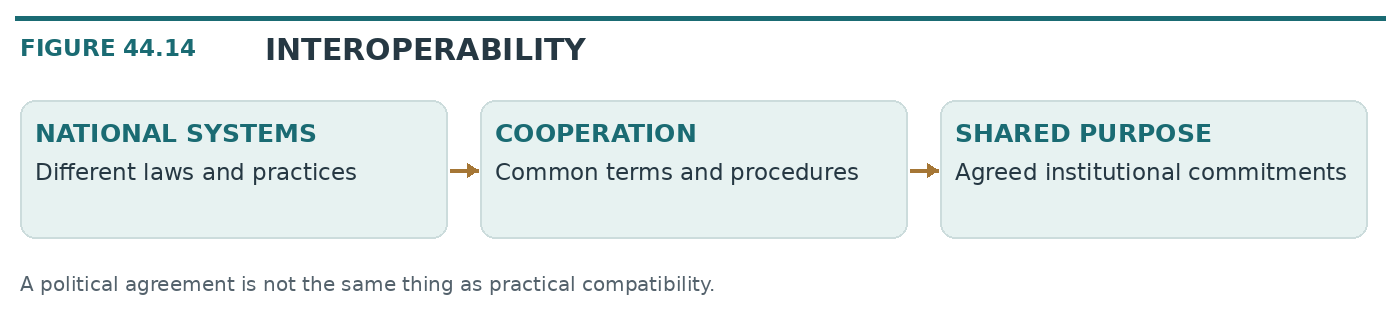 FIGURE 44.14
INTEROPERABILITY
NATIONAL SYSTEMS
Different laws and practices
COOPERATION
Common terms and procedures
SHARED PURPOSE
Agreed institutional commitments
A political agreement is not the same thing as practical compatibility.